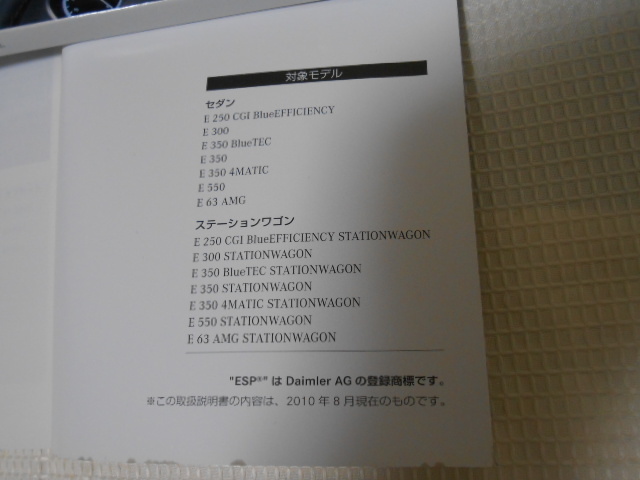 対象モデル
セダン
E 250 CGI BlueEFFICIENCY
E 300
E 350 BlueTEC
E 350
E 350 4MATIC
E 550
E 63 AMG
ステーションワゴン
E 250 CGI BlueEFFICIENCY STATIONWAGON
E 300 STATIONWAGON
E 350 BlueTEC STATIONWAGON
E 350 STATIONWAGON
E 350 4MATIC STATIONWAGON
E 550 STATIONWAGON
E 63 AMG STATIONWAGON
"ESP®" は Daimler AG の登録商標です。
※この取扱説明書の内容は、2010 年 8 月現在のものです。